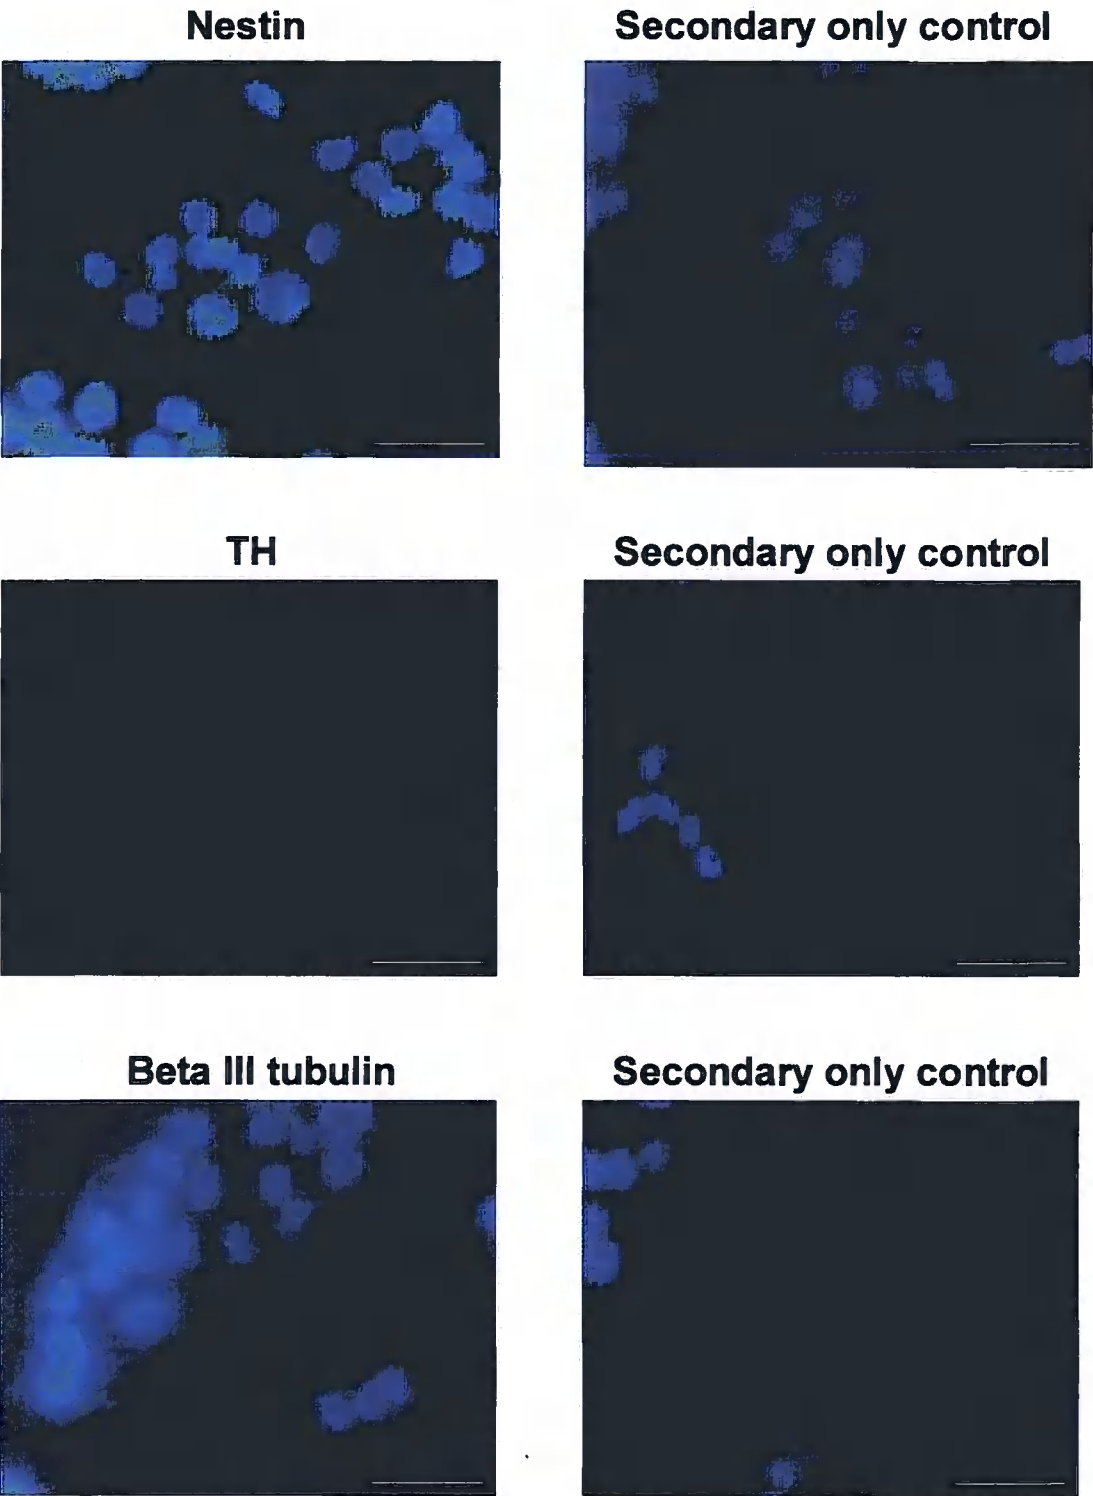 Nestin
Secondary only control
TH
Secondary only control
Beta III tubulin
Secondary only control